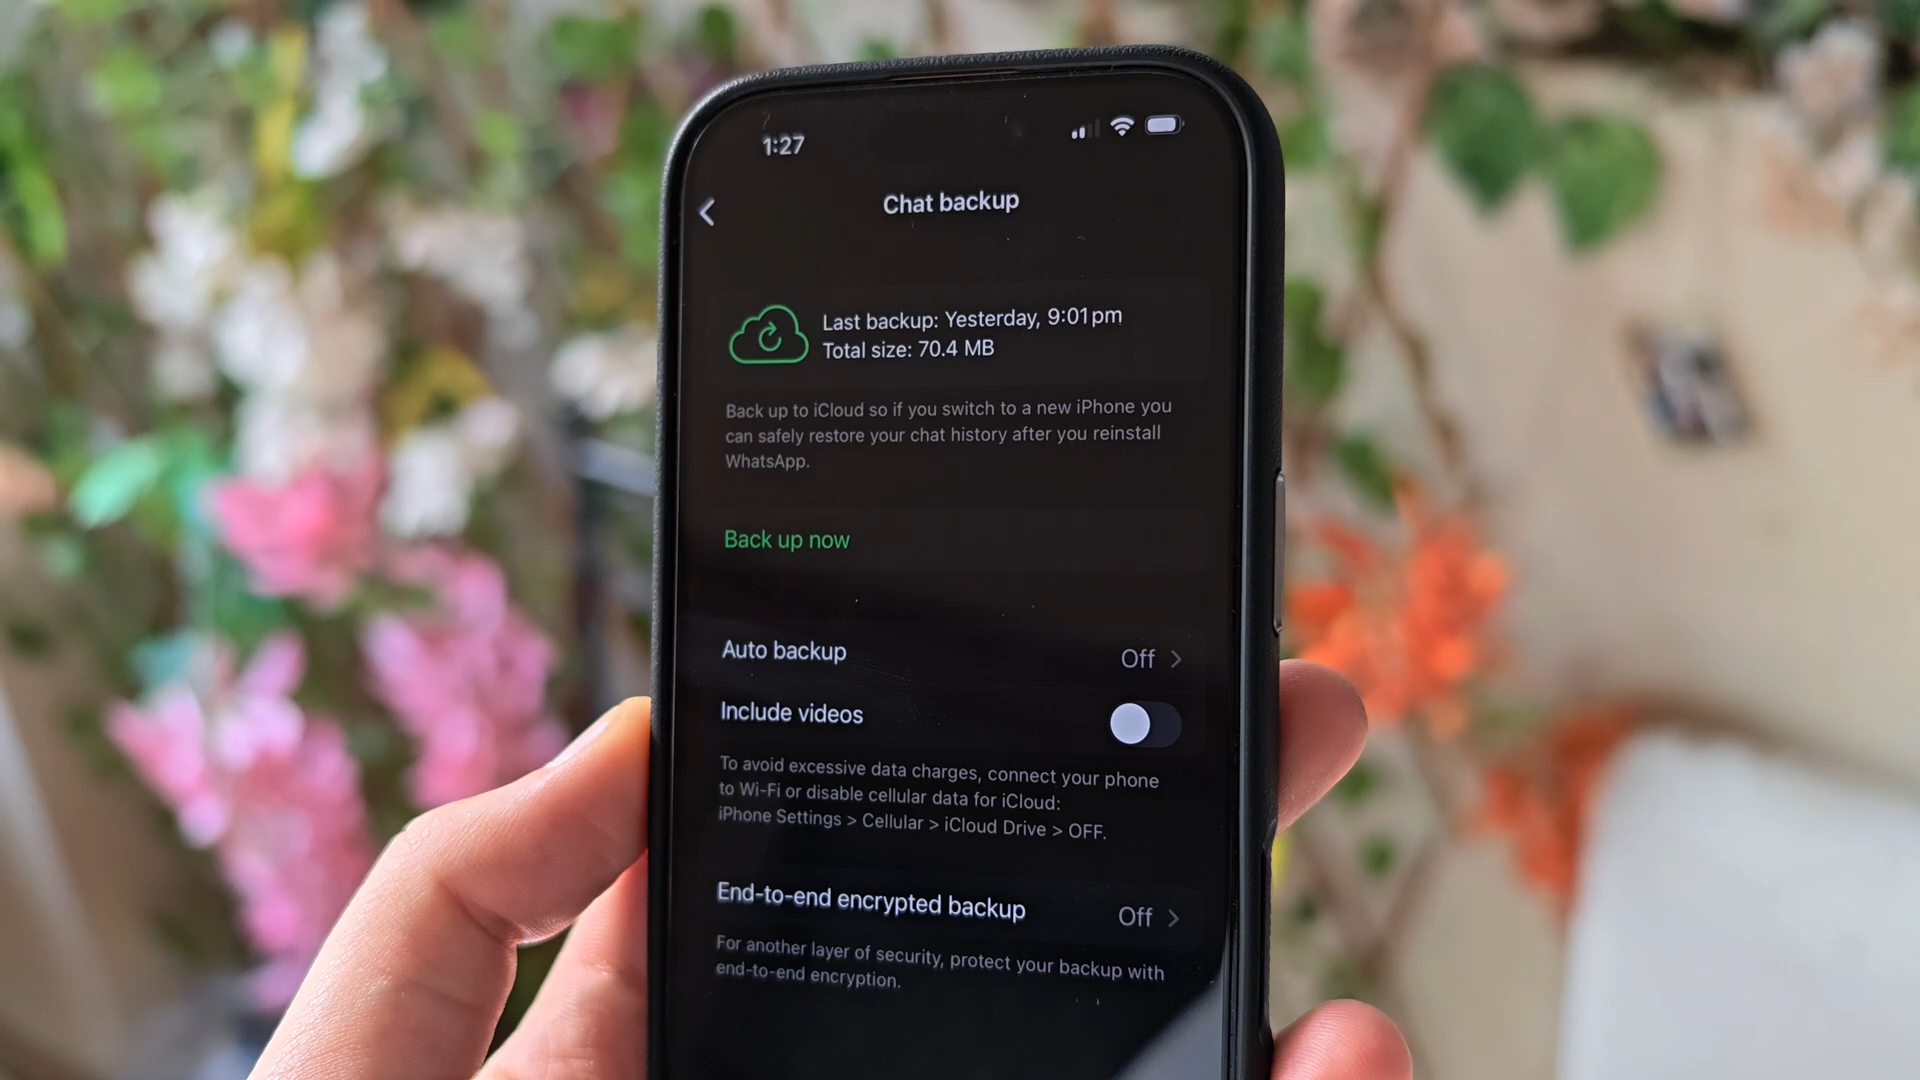 1:27
Chat backup
Last backup: Yesterday, 9:01pm
Total size: 70.4 MB
Back up to iCloud so if you switch to a new iPhone you
can safely restore your chat history after you reinstall
WhatsApp.
Back up now
Auto backup Off
Include videos
To avoid excessive data charges, connect your phone
to Wi-Fi or disable cellular data for iCloud:
iPhone Settings > Cellular > iCloud Drive > OFF.
End-to-end encrypted backup Off
For another layer of security, protect your backup with
end-to-end encryption.